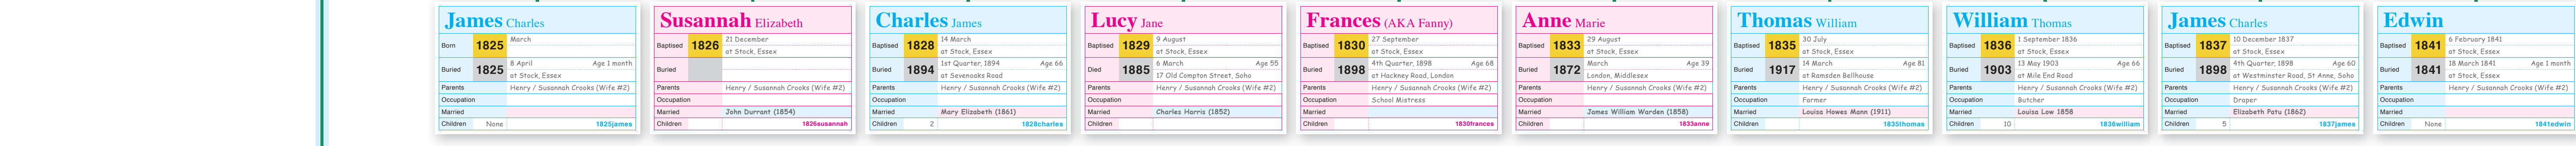 James Charles
Born 1825 March
Buried 1825 8 April Age 1 month
at Stock, Essex
Parents Henry / Susannah Crooks (Wife #2)
Occupation
Married
Children None 1825james
Susannah Elizabeth
Baptised 1826 21 December
at Stock, Essex
Buried
Parents Henry / Susannah Crooks (Wife #2)
Occupation
Married John Durrant (1854)
Children 1826susannah
Charles James
Baptised 1828 14 March
at Stock, Essex
Buried 1894 1st Quarter, 1894 Age 66
at Sevenoaks Road
Parents Henry / Susannah Crooks (Wife #2)
Occupation
Married Mary Elizabeth (1861)
Children 2 1828charles
Lucy Jane
Baptised 1829 9 August
at Stock, Essex
Died 1885 6 March Age 55
17 Old Compton Street, Soho
Parents Henry / Susannah Crooks (Wife #2)
Occupation
Married Charles Harris (1852)
Children
Frances (AKA Fanny)
Baptised 1830 27 September
at Stock, Essex
Buried 1898 4th Quarter, 1898 Age 68
at Hackney Road, London
Parents Henry / Susannah Crooks (Wife #2)
Occupation School Mistress
Married
Children 1830frances
Anne Marie
Baptised 1833 29 August
at Stock, Essex
Buried 1872 March Age 39
London, Middlesex
Parents Henry / Susannah Crooks (Wife #2)
Occupation
Married James William Warden (1858)
Children 1833anne
Thomas William
Baptised 1835 30 July
at Stock, Essex
Buried 1917 14 March Age 81
at Ramsden Bellhouse
Parents Henry / Susannah Crooks (Wife #2)
Occupation Farmer
Married Louisa Howes Mann (1911)
Children 1835thomas
William Thomas
Baptised 1836 1 September 1836
at Stock, Essex
Buried 1903 13 May 1903 Age 66
at Mile End Road
Parents Henry / Susannah Crooks (Wife #2)
Occupation Butcher
Married Louisa Low 1858
Children 10 1836william
James Charles
Baptised 1837 10 December 1837
at Stock, Essex
Buried 1898 4th Quarter, 1898 Age 60
at Westminster Road, St Anne, Soho
Parents Henry / Susannah Crooks (Wife #2)
Occupation Draper
Married Elizabeth Paty (1862)
Children 5 1837james
Edwin
Baptised 1841 6 February 1841
at Stock, Essex
Buried 1841 18 March 1841 Age 1 month
at Stock, Essex
Parents Henry / Susannah Crooks (Wife #2)
Occupation
Married
Children None 1841edwin